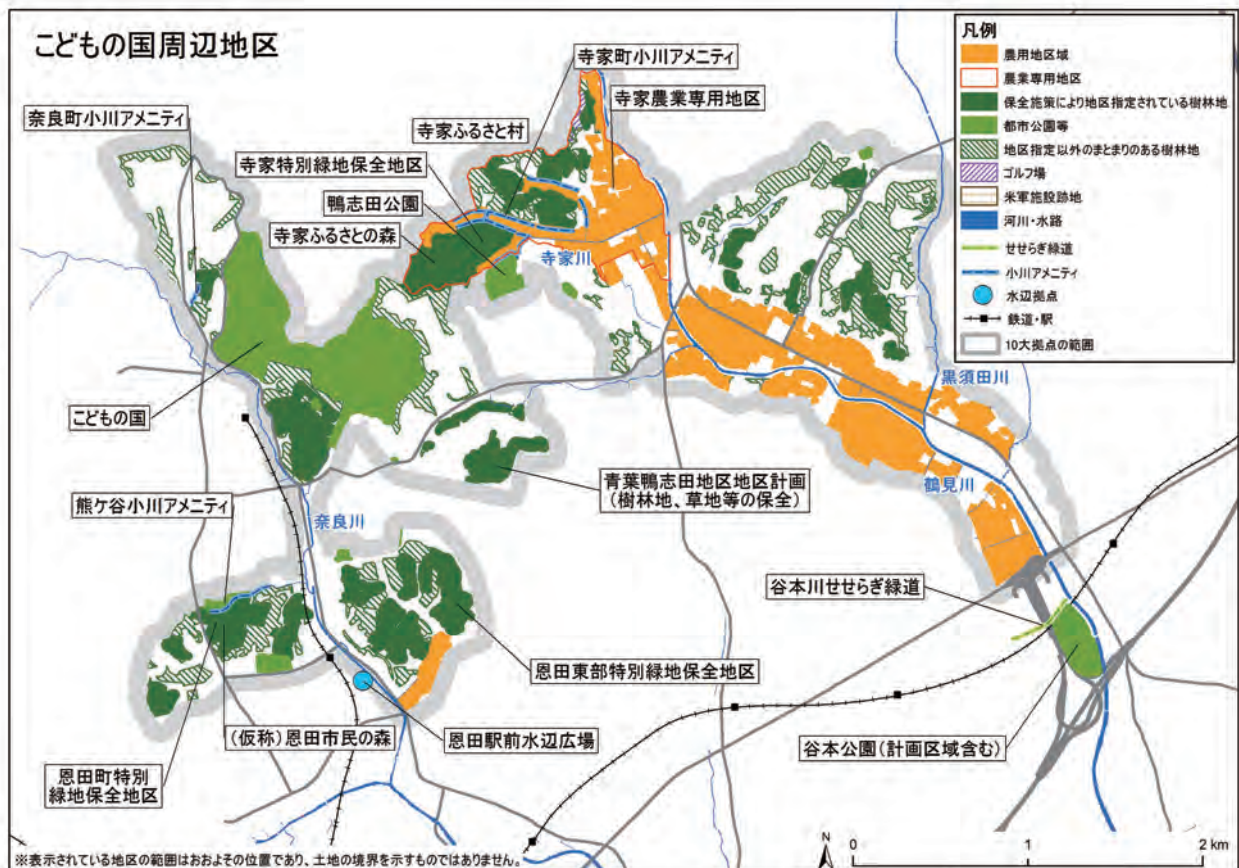 こどもの国周辺地区
凡例
農用地区域
農業専用地区
保全施策により地区指定されている樹林地
都市公園等
地区指定以外のまとまりのある樹林地
ゴルフ場
米軍施設跡地
河川・水路
せせらぎ緑道
小川アメニティ
水辺拠点
鉄道・駅
10大拠点の範囲
寺家町小川アメニティ
寺家農業専用地区
奈良町小川アメニティ
寺家ふるさと村
寺家特別緑地保全地区
鴨志田公園
寺家ふるさとの森
寺家川
黒須田川
こどもの国
青葉鴨志田地区地区計画
(樹林地、草地等の保全)
鶴見川
熊ケ谷小川アメニティ
奈良川
谷本川せせらぎ緑道
恩田東部特別緑地保全地区
(仮称)恩田市民の森
恩田駅前水辺広場
谷本公園(計画区域含む)
恩田町特別
緑地保全地区
N
0
1
2 km
※表示されている地区の範囲はおおよその位置であり、土地の境界を示すものではありません。